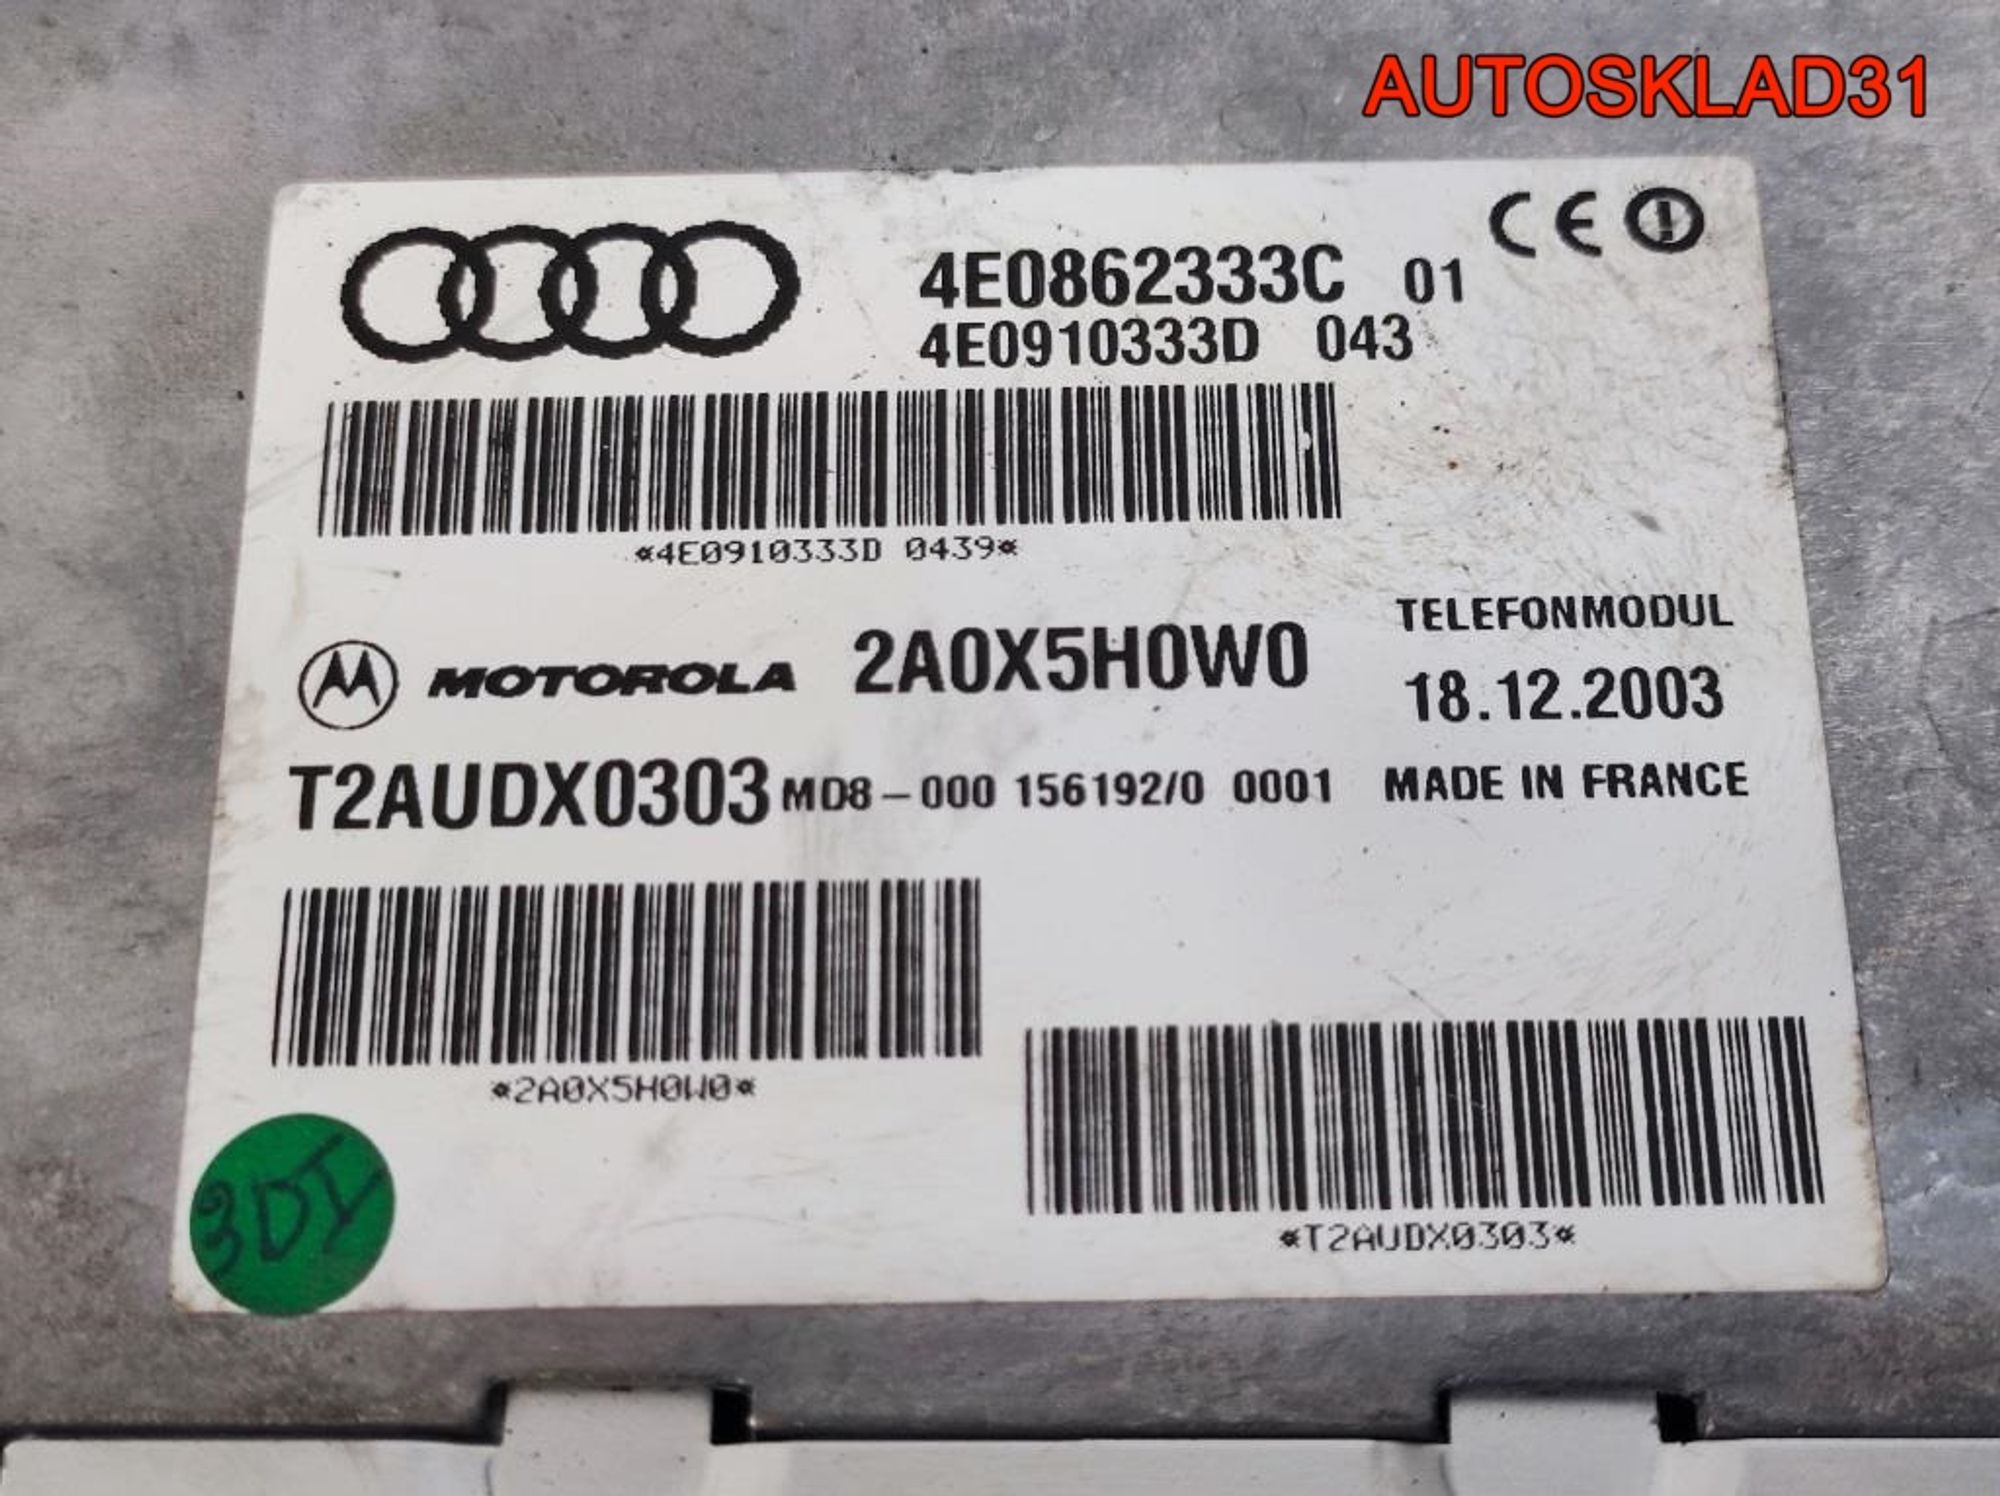 AUTOSKLAD31
CE
4E0862333C 01
4E0910333D 043
*4E0910333D 0439*
TELEFONMODUL
MOTOROLA 2A0X5H0W0 18.12.2003
T2AUDX0303 MD8-000 156192/0 0001 MADE IN FRANCE
*2A0X5H0W0*
*T2AUDX0303*